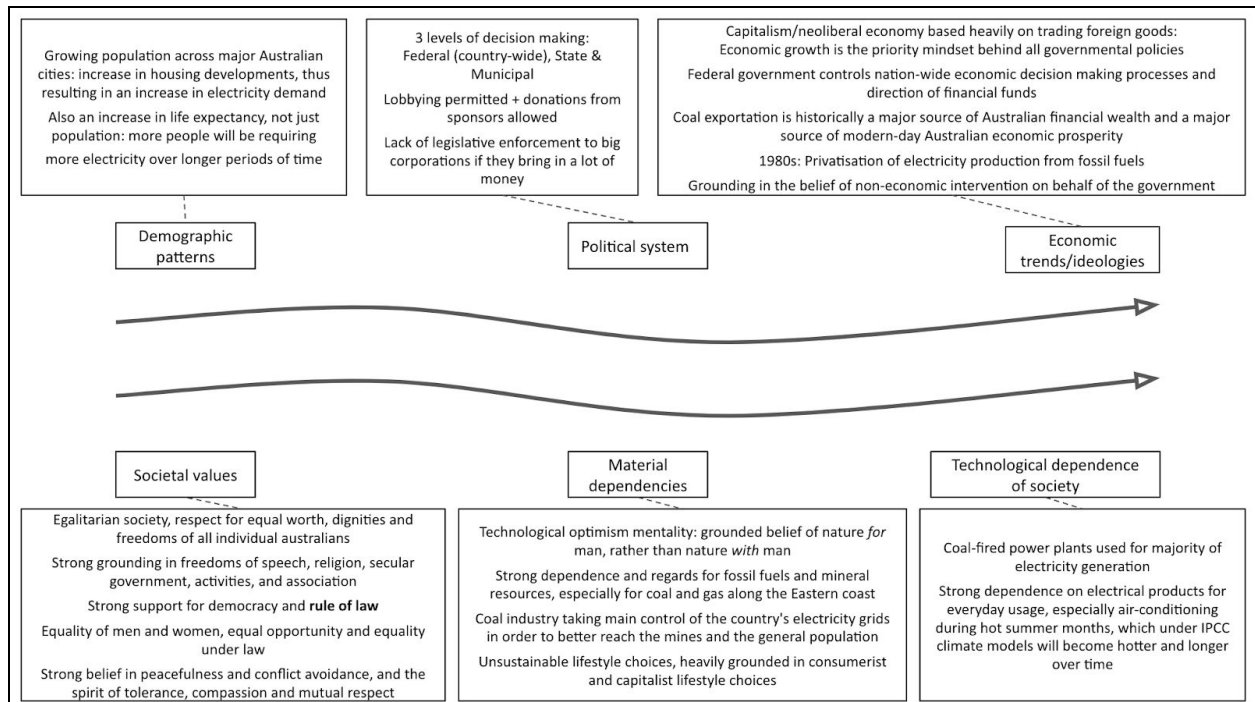 Growing population across major Australian
cities: increase in housing developments, thus
resulting in an increase in electricity demand
Also an increase in life expectancy, not just
population: more people will be requiring
more electricity over longer periods of time
3 levels of decision making:
Federal (country-wide), State &
Municipal
Lobbying permitted + donations from
sponsors allowed
Lack of legislative enforcement to big
corporations if they bring in a lot of
money
Capitalism/neoliberal economy based heavily on trading foreign goods:
Economic growth is the priority mindset behind all governmental policies
Federal government controls nation-wide economic decision making processes and
direction of financial funds
Coal exportation is historically a major source of Australian financial wealth and a major
source of modern-day Australian economic prosperity
1980s: Privatisation of electricity production from fossil fuels
Grounding in the belief of non-economic intervention on behalf of the government
Demographic
patterns
Political system
Economic
trends/ideologies
Societal values
Material
dependencies
Technological dependence
of society
Egalitarian society, respect for equal worth, dignities and
freedoms of all individual australians
Strong grounding in freedoms of speech, religion, secular
government, activities, and association
Strong support for democracy and rule of law
Equality of men and women, equal opportunity and equality
under law
Strong belief in peacefulness and conflict avoidance, and the
spirit of tolerance, compassion and mutual respect
Technological optimism mentality: grounded belief of nature for
man, rather than nature with man
Strong dependence and regards for fossil fuels and mineral
resources, especially for coal and gas along the Eastern coast
Coal industry taking main control of the country's electricity grids
in order to better reach the mines and the general population
Unsustainable lifestyle choices, heavily grounded in consumerist
and capitalist lifestyle choices
Coal-fired power plants used for majority of
electricity generation
Strong dependence on electrical products for
everyday usage, especially air-conditioning
during hot summer months, which under IPCC
climate models will become hotter and longer
over time